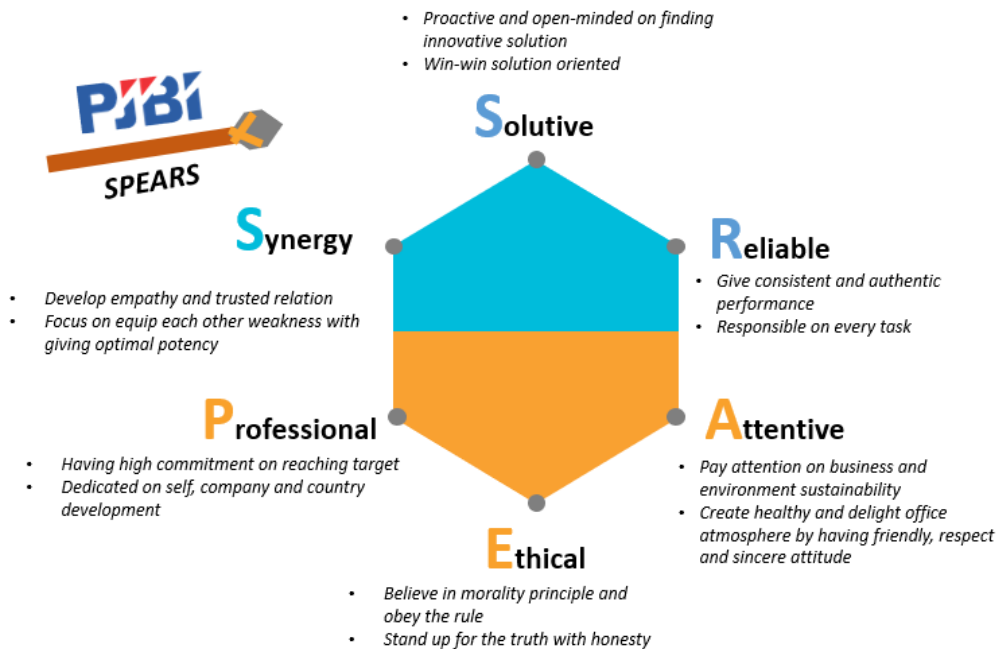 • Proactive and open-minded on finding
innovative solution
• Win-win solution oriented
PJBI
SPEARS
Solutive
Synergy
• Develop empathy and trusted relation
• Focus on equip each other weakness with
giving optimal potency
Reliable
• Give consistent and authentic
performance
• Responsible on every task
Professional
• Having high commitment on reaching target
• Dedicated on self, company and country
development
Attentive
• Pay attention on business and
environment sustainability
• Create healthy and delight office
atmosphere by having friendly, respect
and sincere attitude
Ethical
• Believe in morality principle and
obey the rule
• Stand up for the truth with honesty